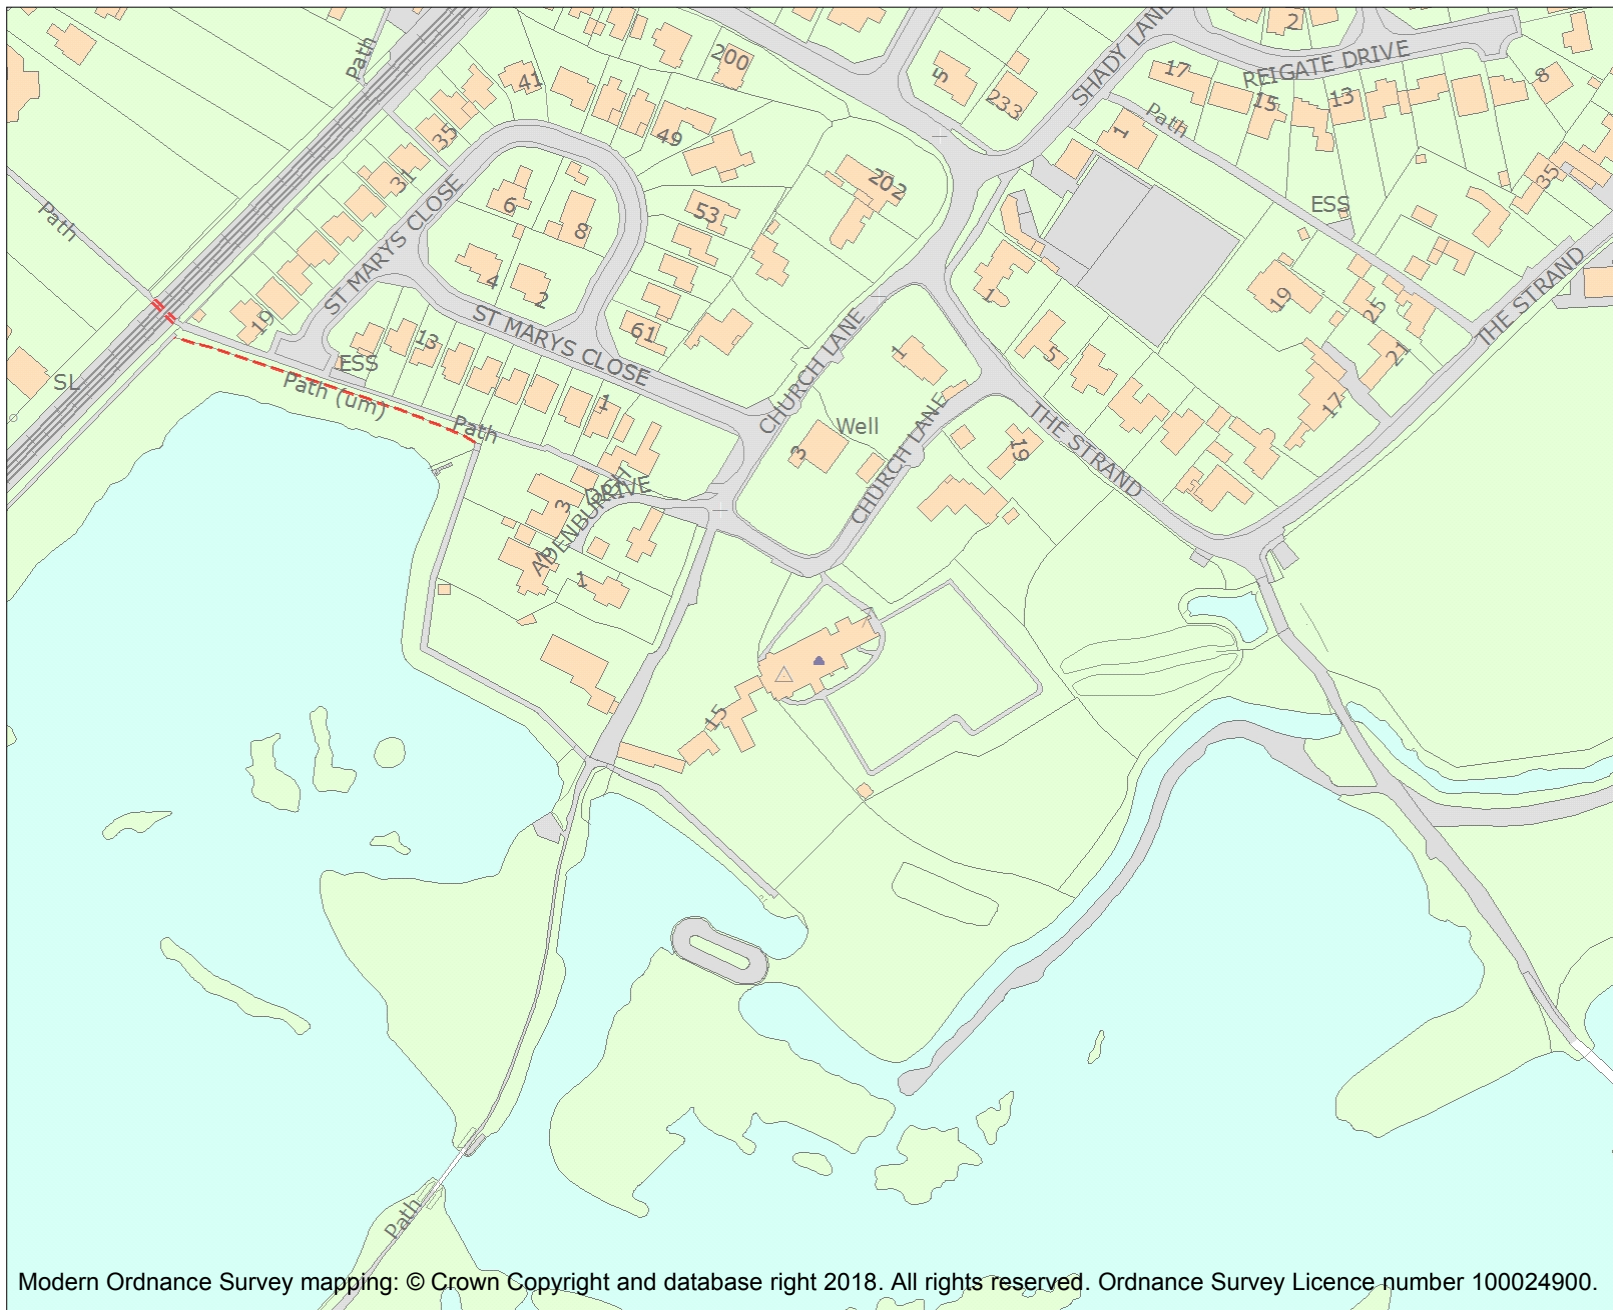 SHADY LANE
2
REIGATE DRIVE
Path
200
5
17
8
41
233
15
13
35
49
Path
1
31
202
35
Path
6
53
ESS
8
ST MARYS CLOSE
4
2
THE STRAND
19
1
19
25
ST MARYS CLOSE
61
CHURCH LANE
13
1
5
21
ESS
SL
Path (um)
1
17
Path
Well
3
CHURCH LANE
THE STRAND
19
3
ADENBURGH
DRIVE
1
15
Path
Modern Ordnance Survey mapping: © Crown Copyright and database right 2018. All rights reserved. Ordnance Survey Licence number 100024900.